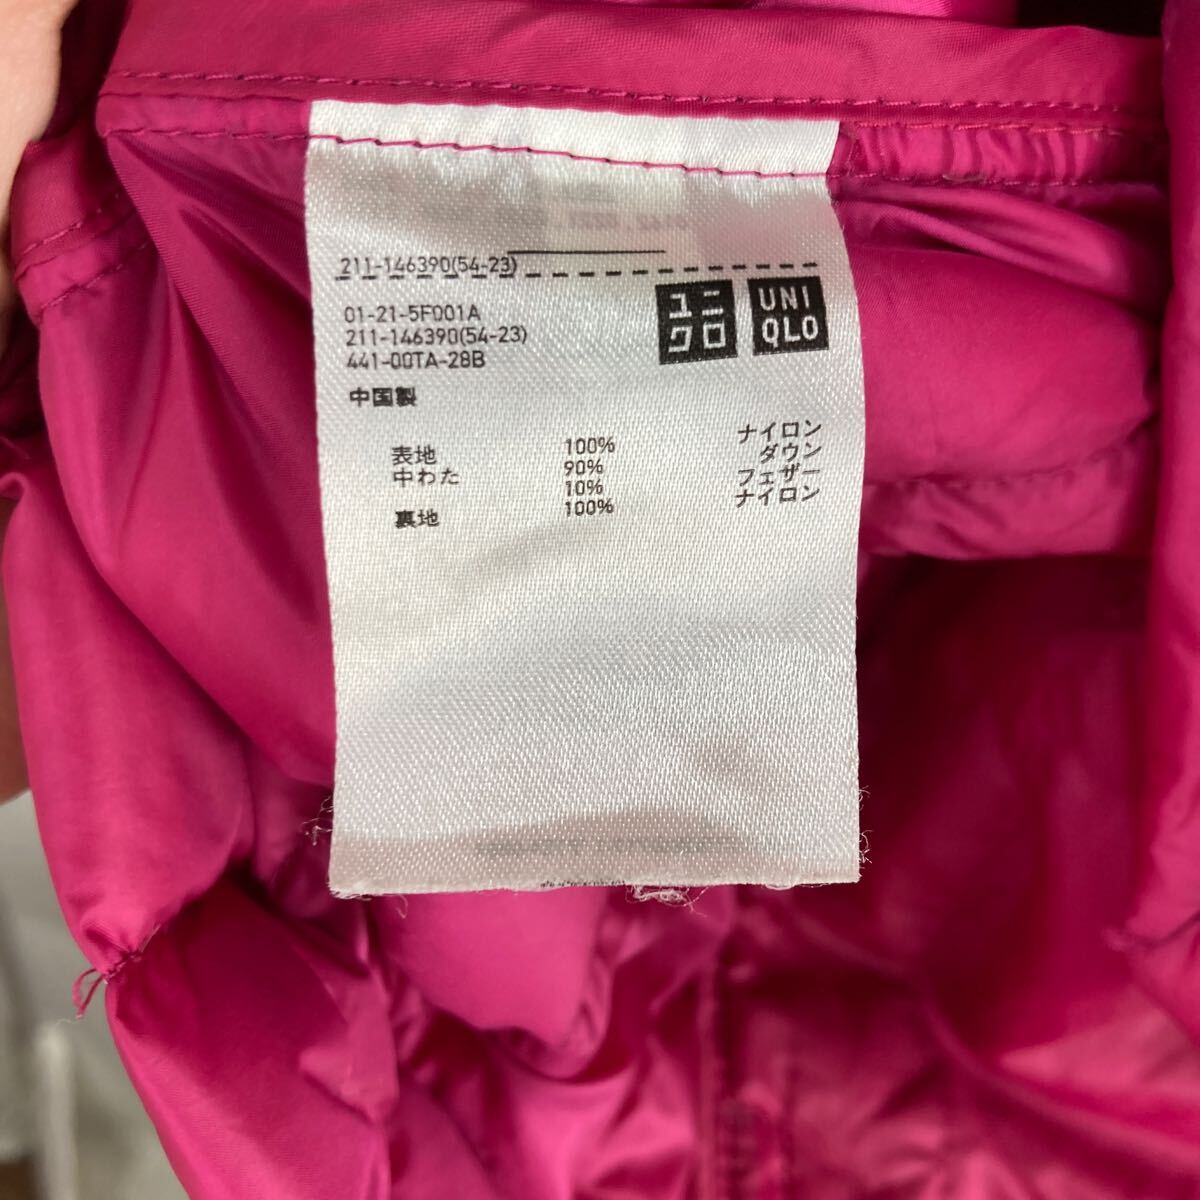 211-146390(54-23)
01-21-5F001A
211-146390(54-23)
441-00TA-28B
中国製
ユニ
クロ
UNI
QLO
表地 100% ナイロン
中わた 90% ダウン
10% フェザー
裏地 100% ナイロン